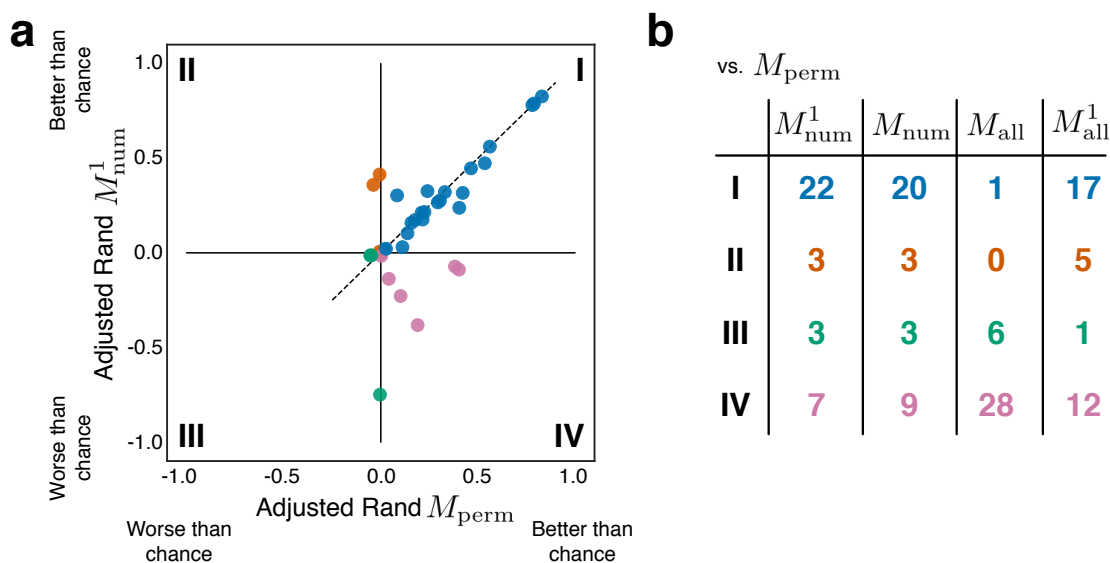 a
Better than
chance
Worse than
chance
Adjusted Rand M^1_num
1.0
0.5
0.0
-0.5
-1.0
II
I
III
IV
-1.0 -0.5 0.0 0.5 1.0
Adjusted Rand M_perm
Worse than
chance
Better than
chance
b
vs. M_perm
M^1_num M_num M_all M^1_all
I 22 20 1 17
II 3 3 0 5
III 3 3 6 1
IV 7 9 28 12